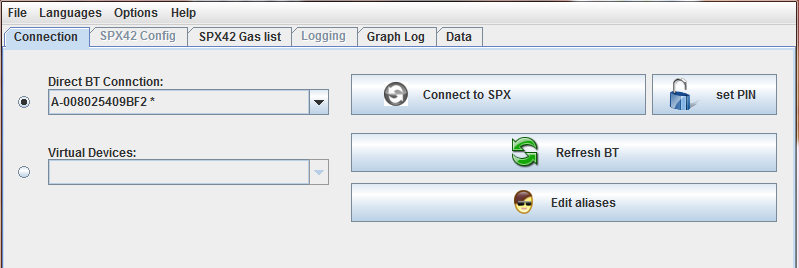 File Languages Options Help
Connection SPX42 Config SPX42 Gas list Logging Graph Log Data
Direct BT Connction:
A-008025409BF2 *
Connect to SPX
set PIN
Virtual Devices:
Refresh BT
Edit aliases